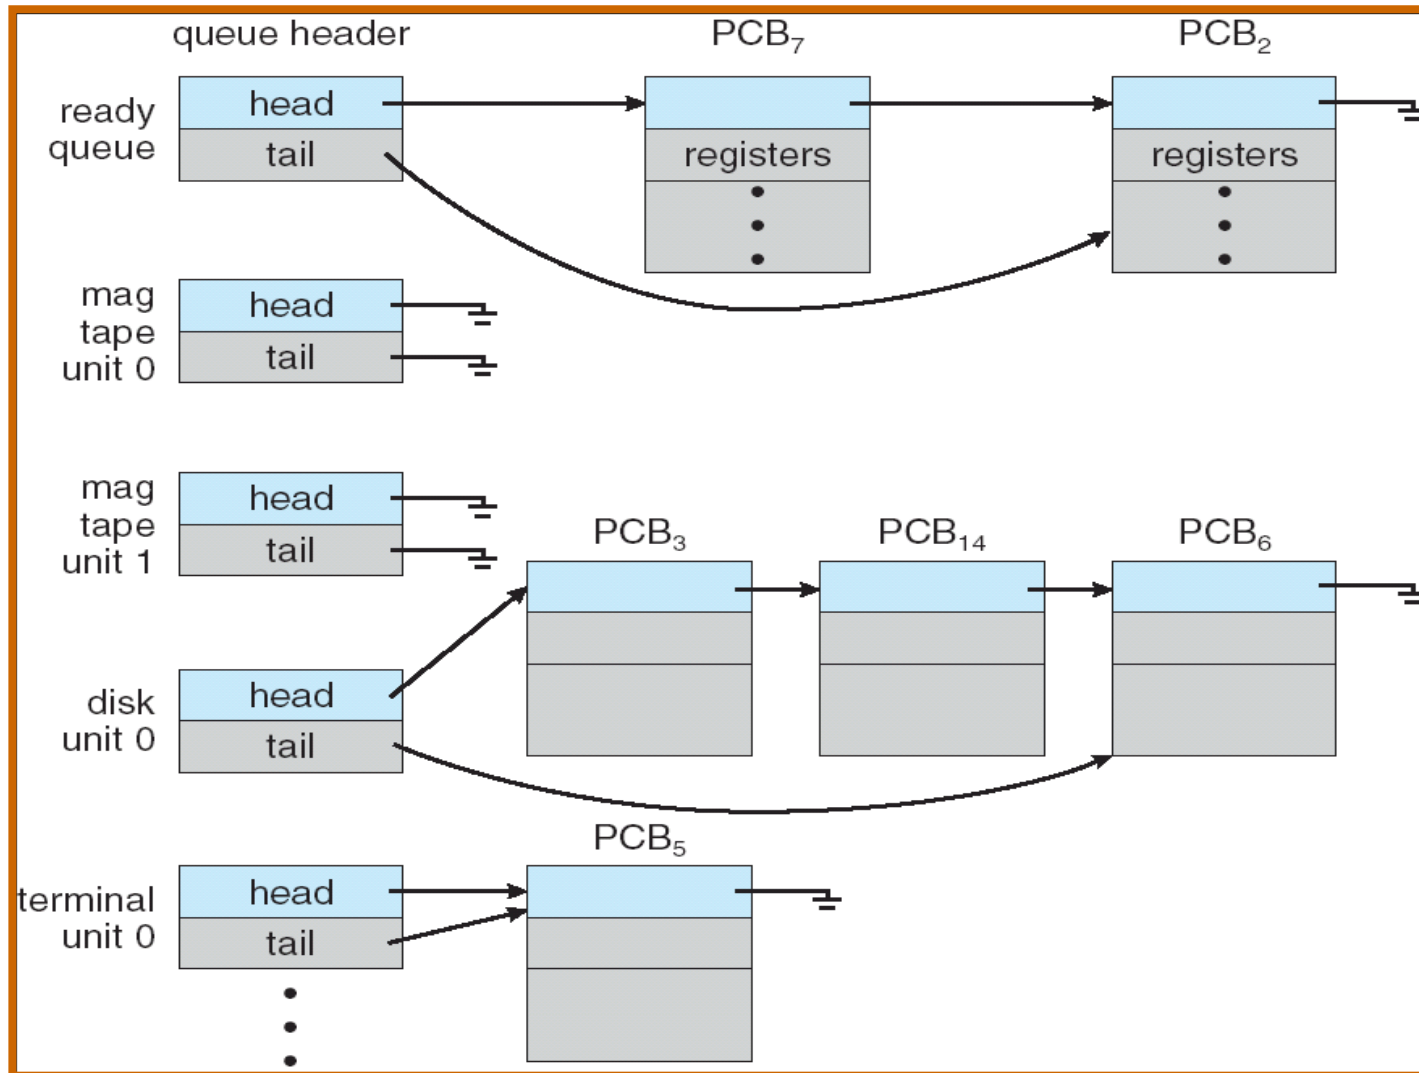 queue header
PCB₇
PCB₂
ready
queue
head
tail
registers
registers
mag
tape
unit 0
head
tail
mag
tape
unit 1
head
tail
PCB₃
PCB₁₄
PCB₆
disk
unit 0
head
tail
PCB₅
terminal
unit 0
head
tail